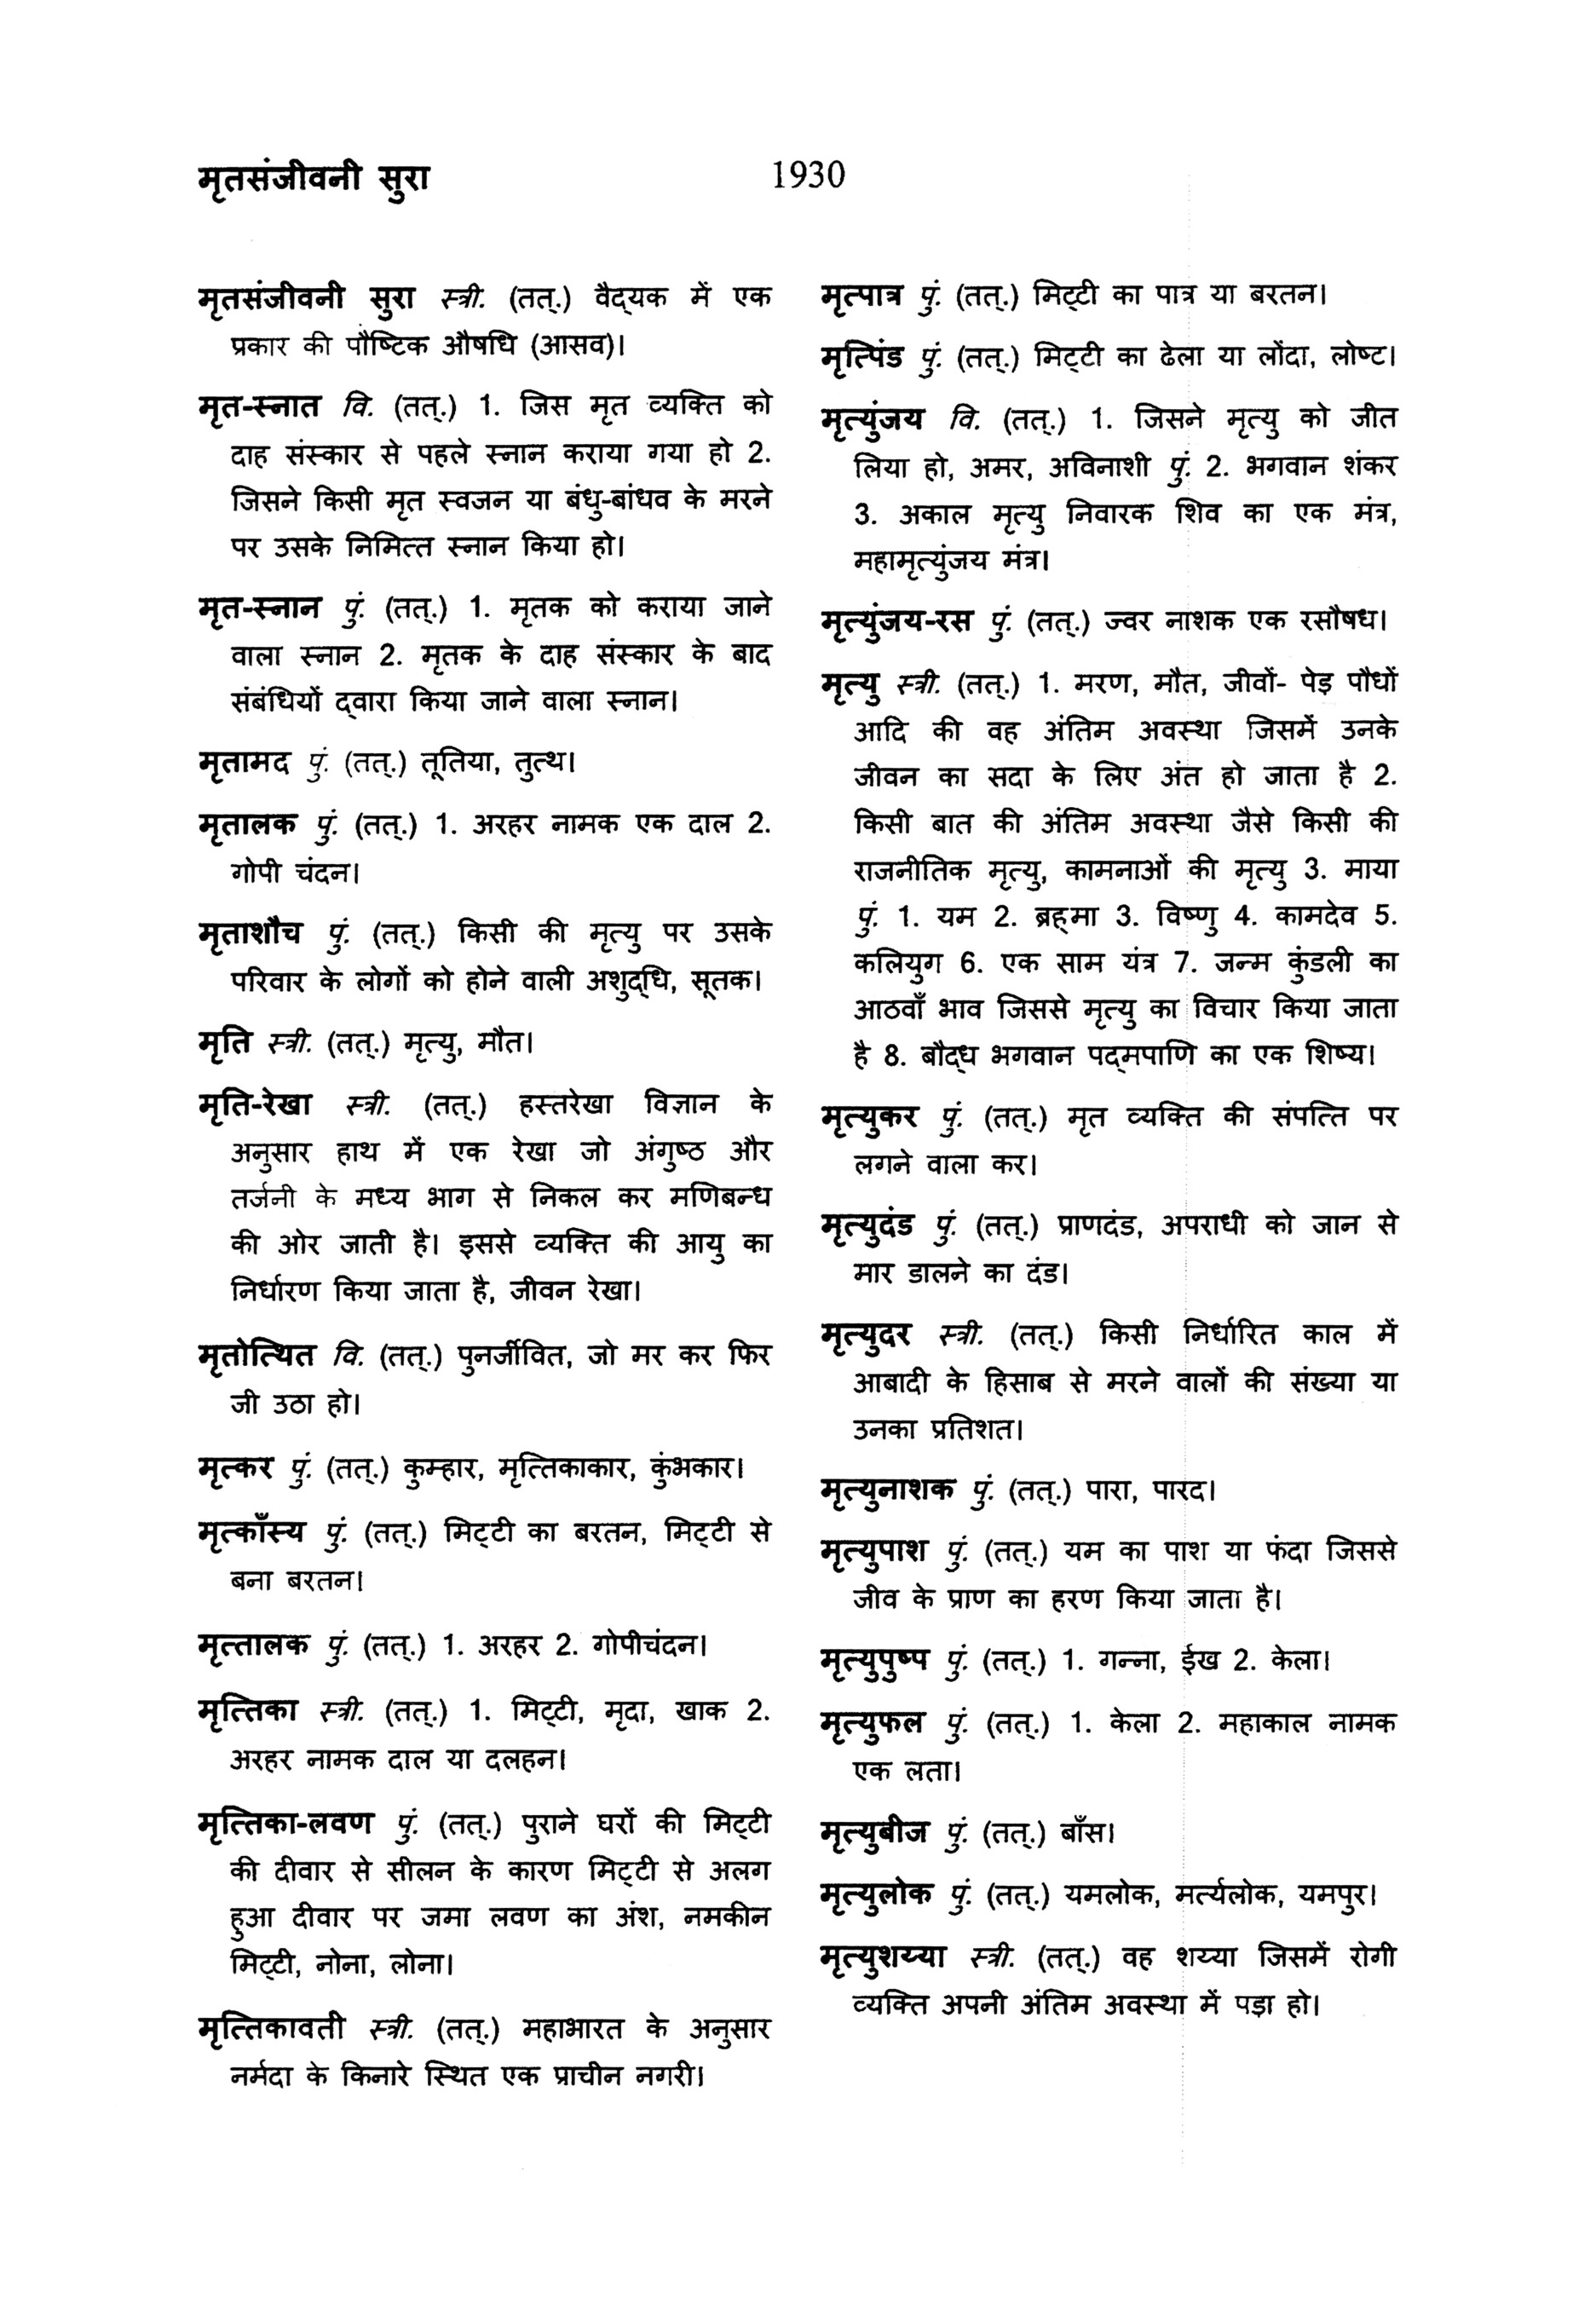 मृतसंजीवनी सुरा
1930
मृतसंजीवनी सुरा स्त्री. (तत्.) वैद्यक में एक
प्रकार की पौष्टिक औषधि (आसव)।
मृत-स्नात वि. (तत्.) 1. जिस मृत व्यक्ति को
दाह संस्कार से पहले स्नान कराया गया हो 2.
जिसने किसी मृत स्वजन या बंधु-बांधव के मरने
पर उसके निमित्त स्नान किया हो।
मृत-स्नान पुं. (तत्.) 1. मृतक को कराया जाने
वाला स्नान 2. मृतक के दाह संस्कार के बाद
संबंधियों द्वारा किया जाने वाला स्नान।
मृतामद पुं. (तत्.) तूतिया, तुत्थ।
मृतालक पुं. (तत्.) 1. अरहर नामक एक दाल 2.
गोपी चंदन।
मृताशौच पुं. (तत्.) किसी की मृत्यु पर उसके
परिवार के लोगों को होने वाली अशुद्धि, सूतक।
मृति स्त्री. (तत्.) मृत्यु, मौत।
मृति-रेखा स्त्री. (तत्.) हस्तरेखा विज्ञान के
अनुसार हाथ में एक रेखा जो अंगुष्ठ और
तर्जनी के मध्य भाग से निकल कर मणिबन्ध
की ओर जाती है। इससे व्यक्ति की आयु का
निर्धारण किया जाता है, जीवन रेखा।
मृतोत्थित वि. (तत्.) पुनर्जीवित, जो मर कर फिर
जी उठा हो।
मृत्कर पुं. (तत्.) कुम्हार, मृत्तिकाकार, कुंभकार।
मृत्काँस्य पुं. (तत्.) मिट्टी का बरतन, मिट्टी से
बना बरतन।
मृत्तालक पुं. (तत्.) 1. अरहर 2. गोपीचंदन।
मृत्तिका स्त्री. (तत्.) 1. मिट्टी, मृदा, खाक 2.
अरहर नामक दाल या दलहन।
मृत्तिका-लवण पुं. (तत्.) पुराने घरों की मिट्टी
की दीवार से सीलन के कारण मिट्टी से अलग
हुआ दीवार पर जमा लवण का अंश, नमकीन
मिट्टी, नोना, लोना।
मृत्तिकावती स्त्री. (तत्.) महाभारत के अनुसार
नर्मदा के किनारे स्थित एक प्राचीन नगरी।
मृत्पात्र पुं. (तत्.) मिट्टी का पात्र या बरतन।
मृत्पिंड पुं. (तत्.) मिट्टी का ढेला या लोंदा, लोष्ट।
मृत्युंजय वि. (तत्.) 1. जिसने मृत्यु को जीत
लिया हो, अमर, अविनाशी पुं. 2. भगवान शंकर
3. अकाल मृत्यु निवारक शिव का एक मंत्र,
महामृत्युंजय मंत्र।
मृत्युंजय-रस पुं. (तत्.) ज्वर नाशक एक रसौषध।
मृत्यु स्त्री. (तत्.) 1. मरण, मौत, जीवों- पेड़ पौधों
आदि की वह अंतिम अवस्था जिसमें उनके
जीवन का सदा के लिए अंत हो जाता है 2.
किसी बात की अंतिम अवस्था जैसे किसी की
राजनीतिक मृत्यु, कामनाओं की मृत्यु 3. माया
पुं. 1. यम 2. ब्रह्मा 3. विष्णु 4. कामदेव 5.
कलियुग 6. एक साम यंत्र 7. जन्म कुंडली का
आठवाँ भाव जिससे मृत्यु का विचार किया जाता
है 8. बौद्ध भगवान पद्मपाणि का एक शिष्य।
मृत्युकर पुं. (तत्.) मृत व्यक्ति की संपत्ति पर
लगने वाला कर।
मृत्युदंड पुं. (तत्.) प्राणदंड, अपराधी को जान से
मार डालने का दंड।
मृत्युदर स्त्री. (तत्.) किसी निर्धारित काल में
आबादी के हिसाब से मरने वालों की संख्या या
उनका प्रतिशत।
मृत्युनाशक पुं. (तत्.) पारा, पारद।
मृत्युपाश पुं. (तत्.) यम का पाश या फंदा जिससे
जीव के प्राण का हरण किया जाता है।
मृत्युपुष्प पुं. (तत्.) 1. गन्ना, ईख 2. केला।
मृत्युफल पुं. (तत्.) 1. केला 2. महाकाल नामक
एक लता।
मृत्युबीज पुं. (तत्.) बाँस।
मृत्युलोक पुं. (तत्.) यमलोक, मर्त्यलोक, यमपुर।
मृत्युशय्या स्त्री. (तत्.) वह शय्या जिसमें रोगी
व्यक्ति अपनी अंतिम अवस्था में पड़ा हो।